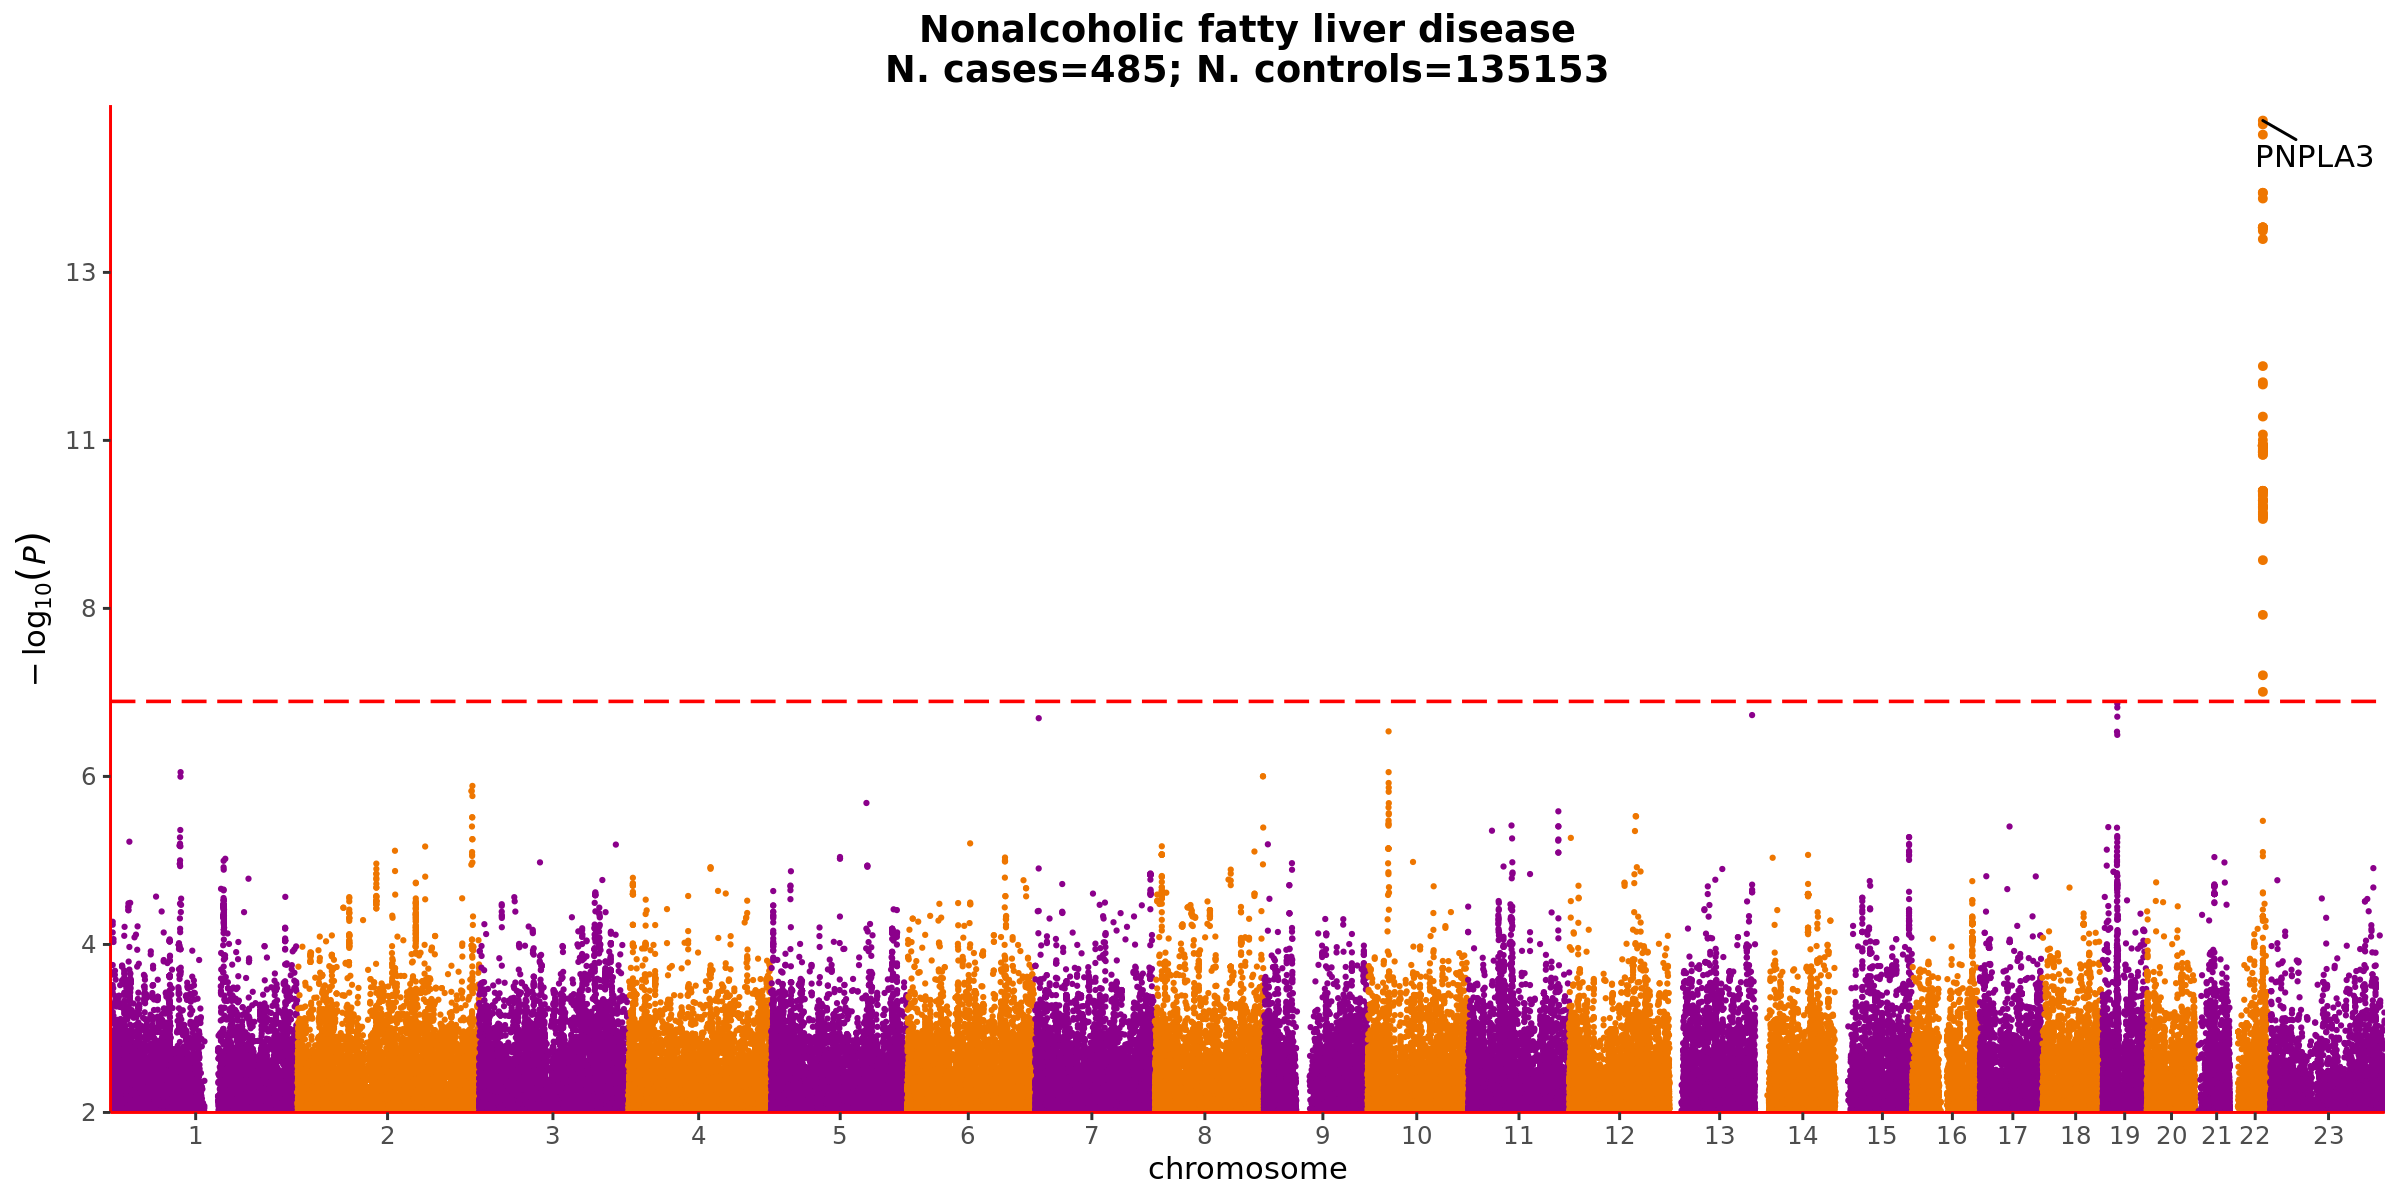 Nonalcoholic fatty liver disease
N. cases=485; N. controls=135153
PNPLA3
13
11
8
6
4
3
2
−log10(P)
1 2 3 4 5 6 7 8 9 10 11 12 13 14 15 16 17 18 19 20 21 22 23
chromosome